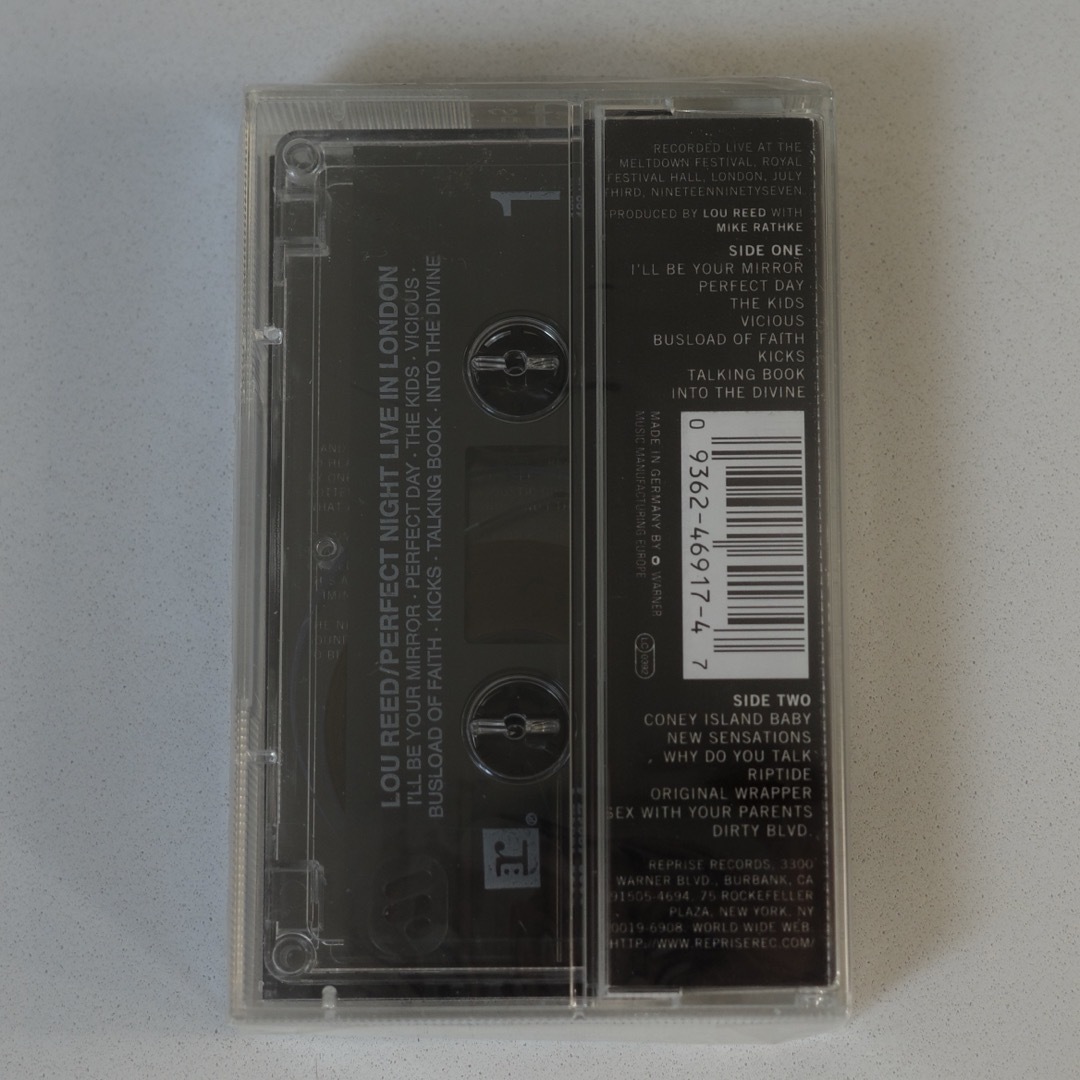 1
LOU REED/PERFECT NIGHT LIVE IN LONDON
I'LL BE YOUR MIRROR · PERFECT DAY · THE KIDS · VICIOUS ·
BUSLOAD OF FAITH · KICKS · TALKING BOOK · INTO THE DIVINE
RECORDED LIVE AT THE
MELTDOWN FESTIVAL, ROYAL
FESTIVAL HALL, LONDON, JULY
THIRD, NINETEENNINETYSEVEN.
PRODUCED BY LOU REED WITH
MIKE RATHKE
SIDE ONE
I'LL BE YOUR MIRROR
PERFECT DAY
THE KIDS
VICIOUS
BUSLOAD OF FAITH
KICKS
TALKING BOOK
INTO THE DIVINE
MADE IN GERMANY BY WARNER
MUSIC MANUFACTURING EUROPE
LC 0392
0 9362-46917-4 7
SIDE TWO
CONEY ISLAND BABY
NEW SENSATIONS
WHY DO YOU TALK
RIPTIDE
ORIGINAL WRAPPER
SEX WITH YOUR PARENTS
DIRTY BLVD.
REPRISE RECORDS, 3300
WARNER BLVD., BURBANK, CA
91505-4694, 75 ROCKEFELLER
PLAZA, NEW YORK, NY
0019-6908. WORLD WIDE WEB:
HTTP://WWW.REPRISEREC.COM/